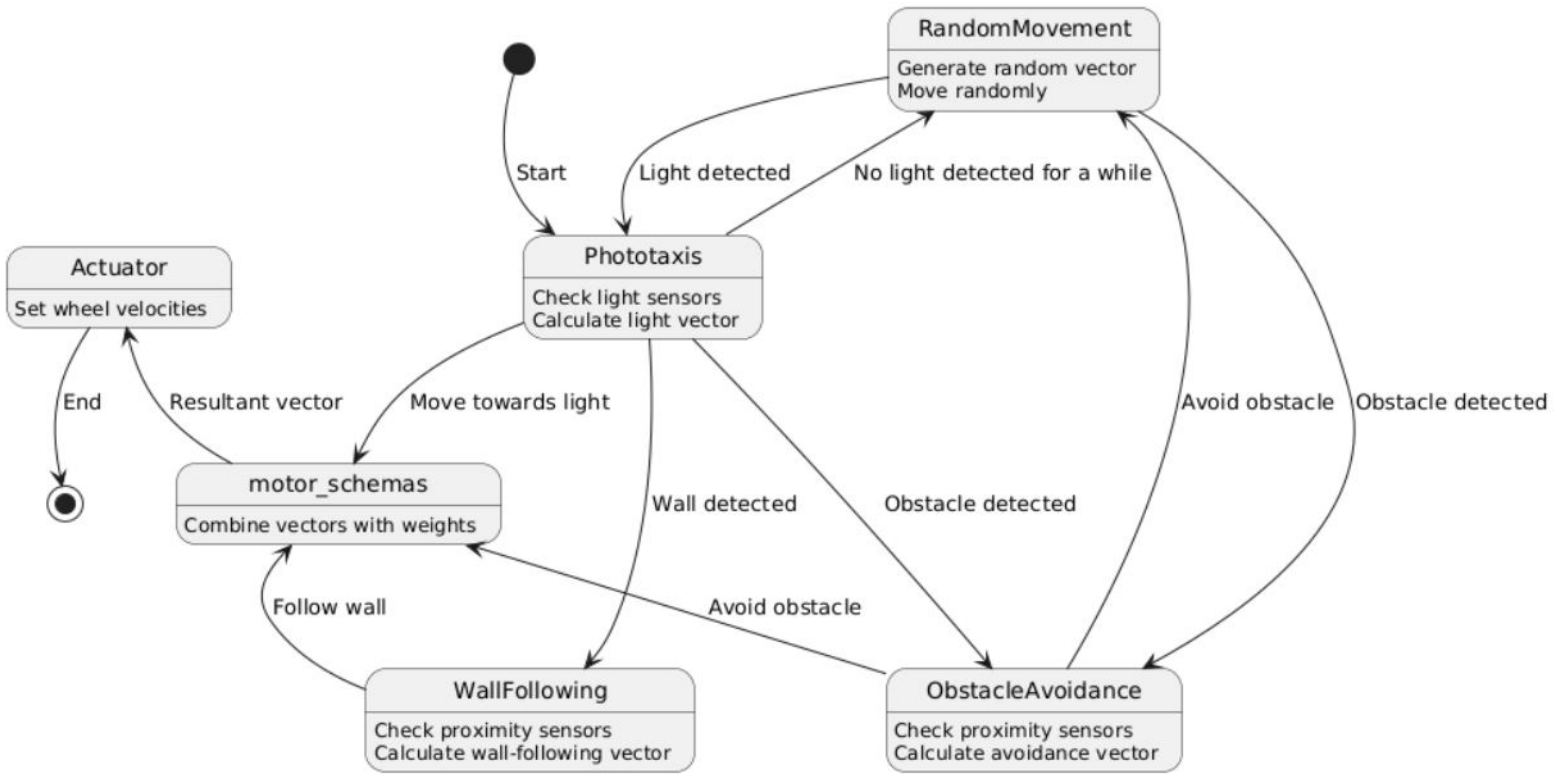 RandomMovement
Generate random vector
Move randomly
Start
Light detected
No light detected for a while
Actuator
Set wheel velocities
Phototaxis
Check light sensors
Calculate light vector
End
Resultant vector
Move towards light
Avoid obstacle
Obstacle detected
motor_schemas
Combine vectors with weights
Wall detected
Obstacle detected
Follow wall
Avoid obstacle
WallFollowing
Check proximity sensors
Calculate wall-following vector
ObstacleAvoidance
Check proximity sensors
Calculate avoidance vector